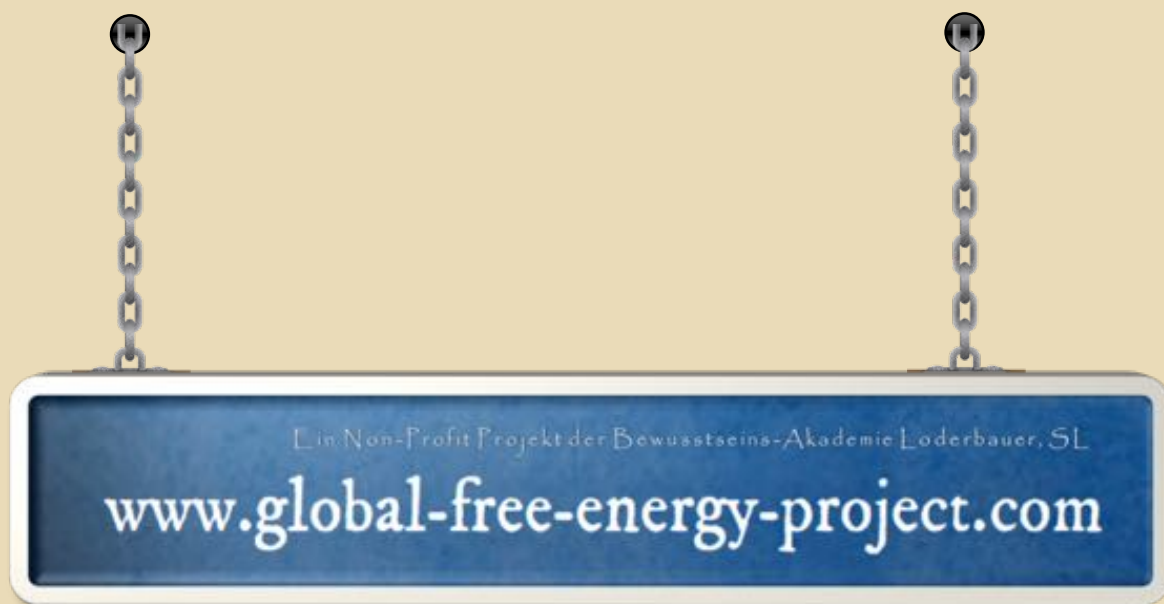 Ein Non-Profit Projekt der Bewusstseins-Akademie Loderbauer, SL
www.global-free-energy-project.com